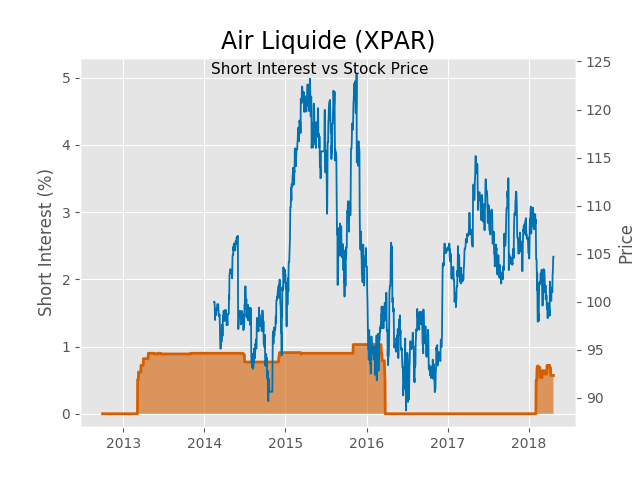 Air Liquide (XPAR)
Short Interest vs Stock Price
Short Interest (%)
5
4
3
2
1
0
125
120
115
110
105
100
95
90
Price
2013 2014 2015 2016 2017 2018